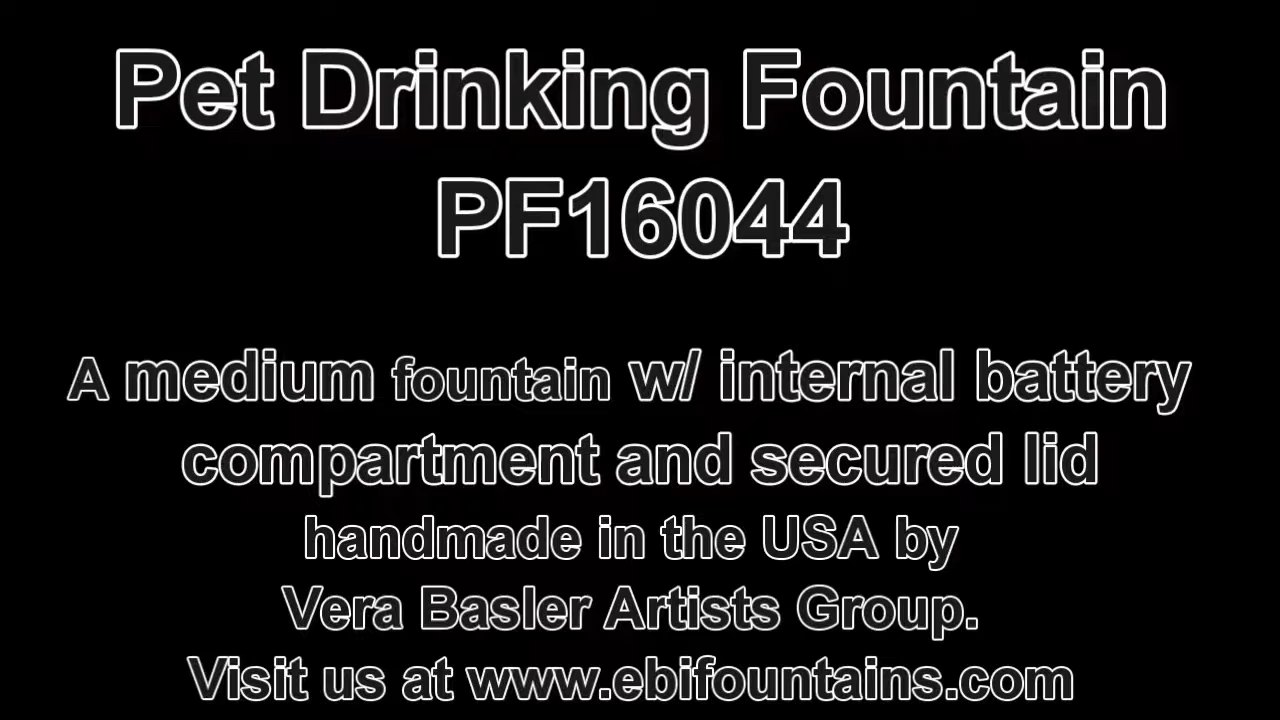 Pet Drinking Fountain
PF16044
A medium fountain w/ internal battery
compartment and secured lid
handmade in the USA by
Vera Basler Artists Group.
Visit us at www.ebifountains.com